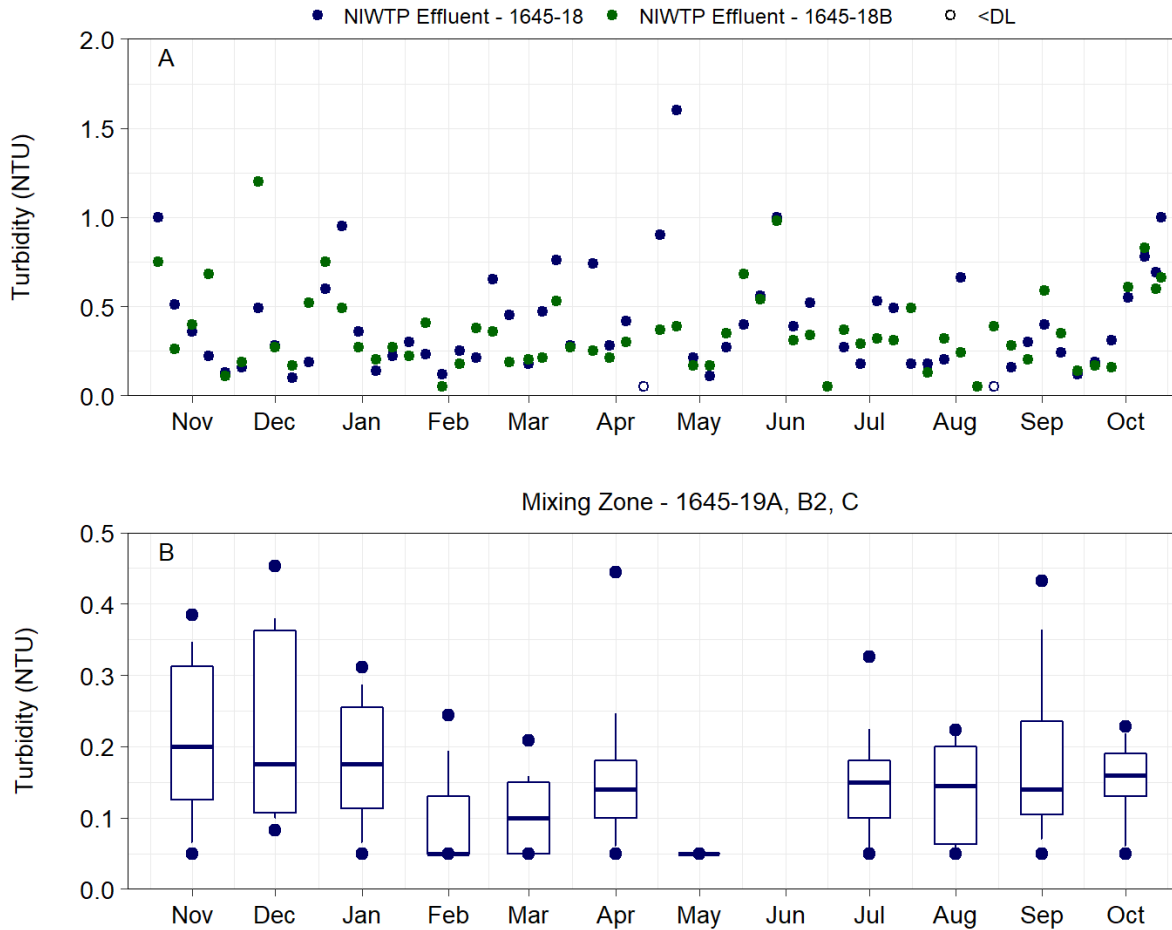 NIWTP Effluent - 1645-18 NIWTP Effluent - 1645-18B <DL
A
2.0
1.5
1.0
0.5
0.0
Turbidity (NTU)
Nov Dec Jan Feb Mar Apr May Jun Jul Aug Sep Oct
Mixing Zone - 1645-19A, B2, C
B
0.5
0.4
0.3
0.2
0.1
0.0
Turbidity (NTU)
Nov Dec Jan Feb Mar Apr May Jun Jul Aug Sep Oct